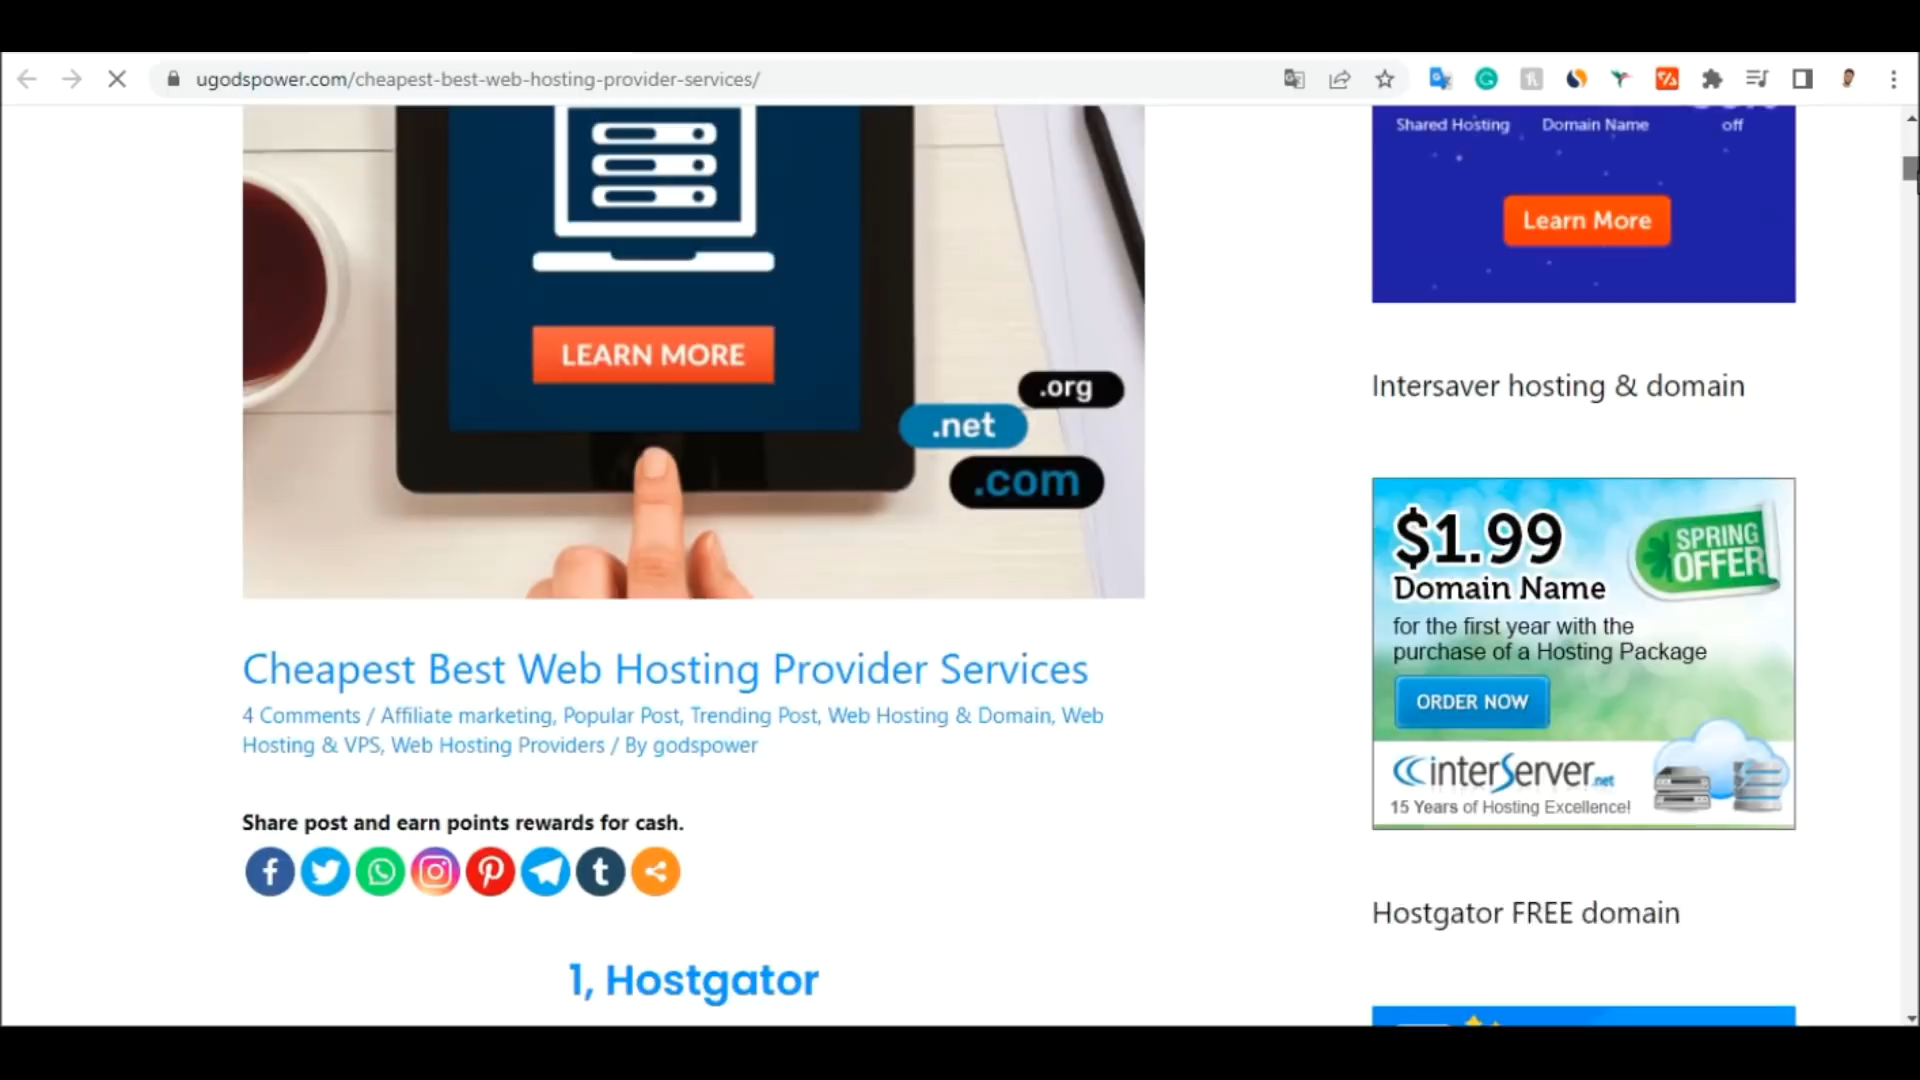 ugodspower.com/cheapest-best-web-hosting-provider-services/
Shared Hosting Domain Name off
Learn More
LEARN MORE
.org
.net
.com
Intersaver hosting & domain
$1.99
Domain Name
SPRING
OFFER
for the first year with the
purchase of a Hosting Package
ORDER NOW
interServer.net
15 Years of Hosting Excellence!
Cheapest Best Web Hosting Provider Services
4 Comments / Affiliate marketing, Popular Post, Trending Post, Web Hosting & Domain, Web
Hosting & VPS, Web Hosting Providers / By godspower
Share post and earn points rewards for cash.
Hostgator FREE domain
1, Hostgator